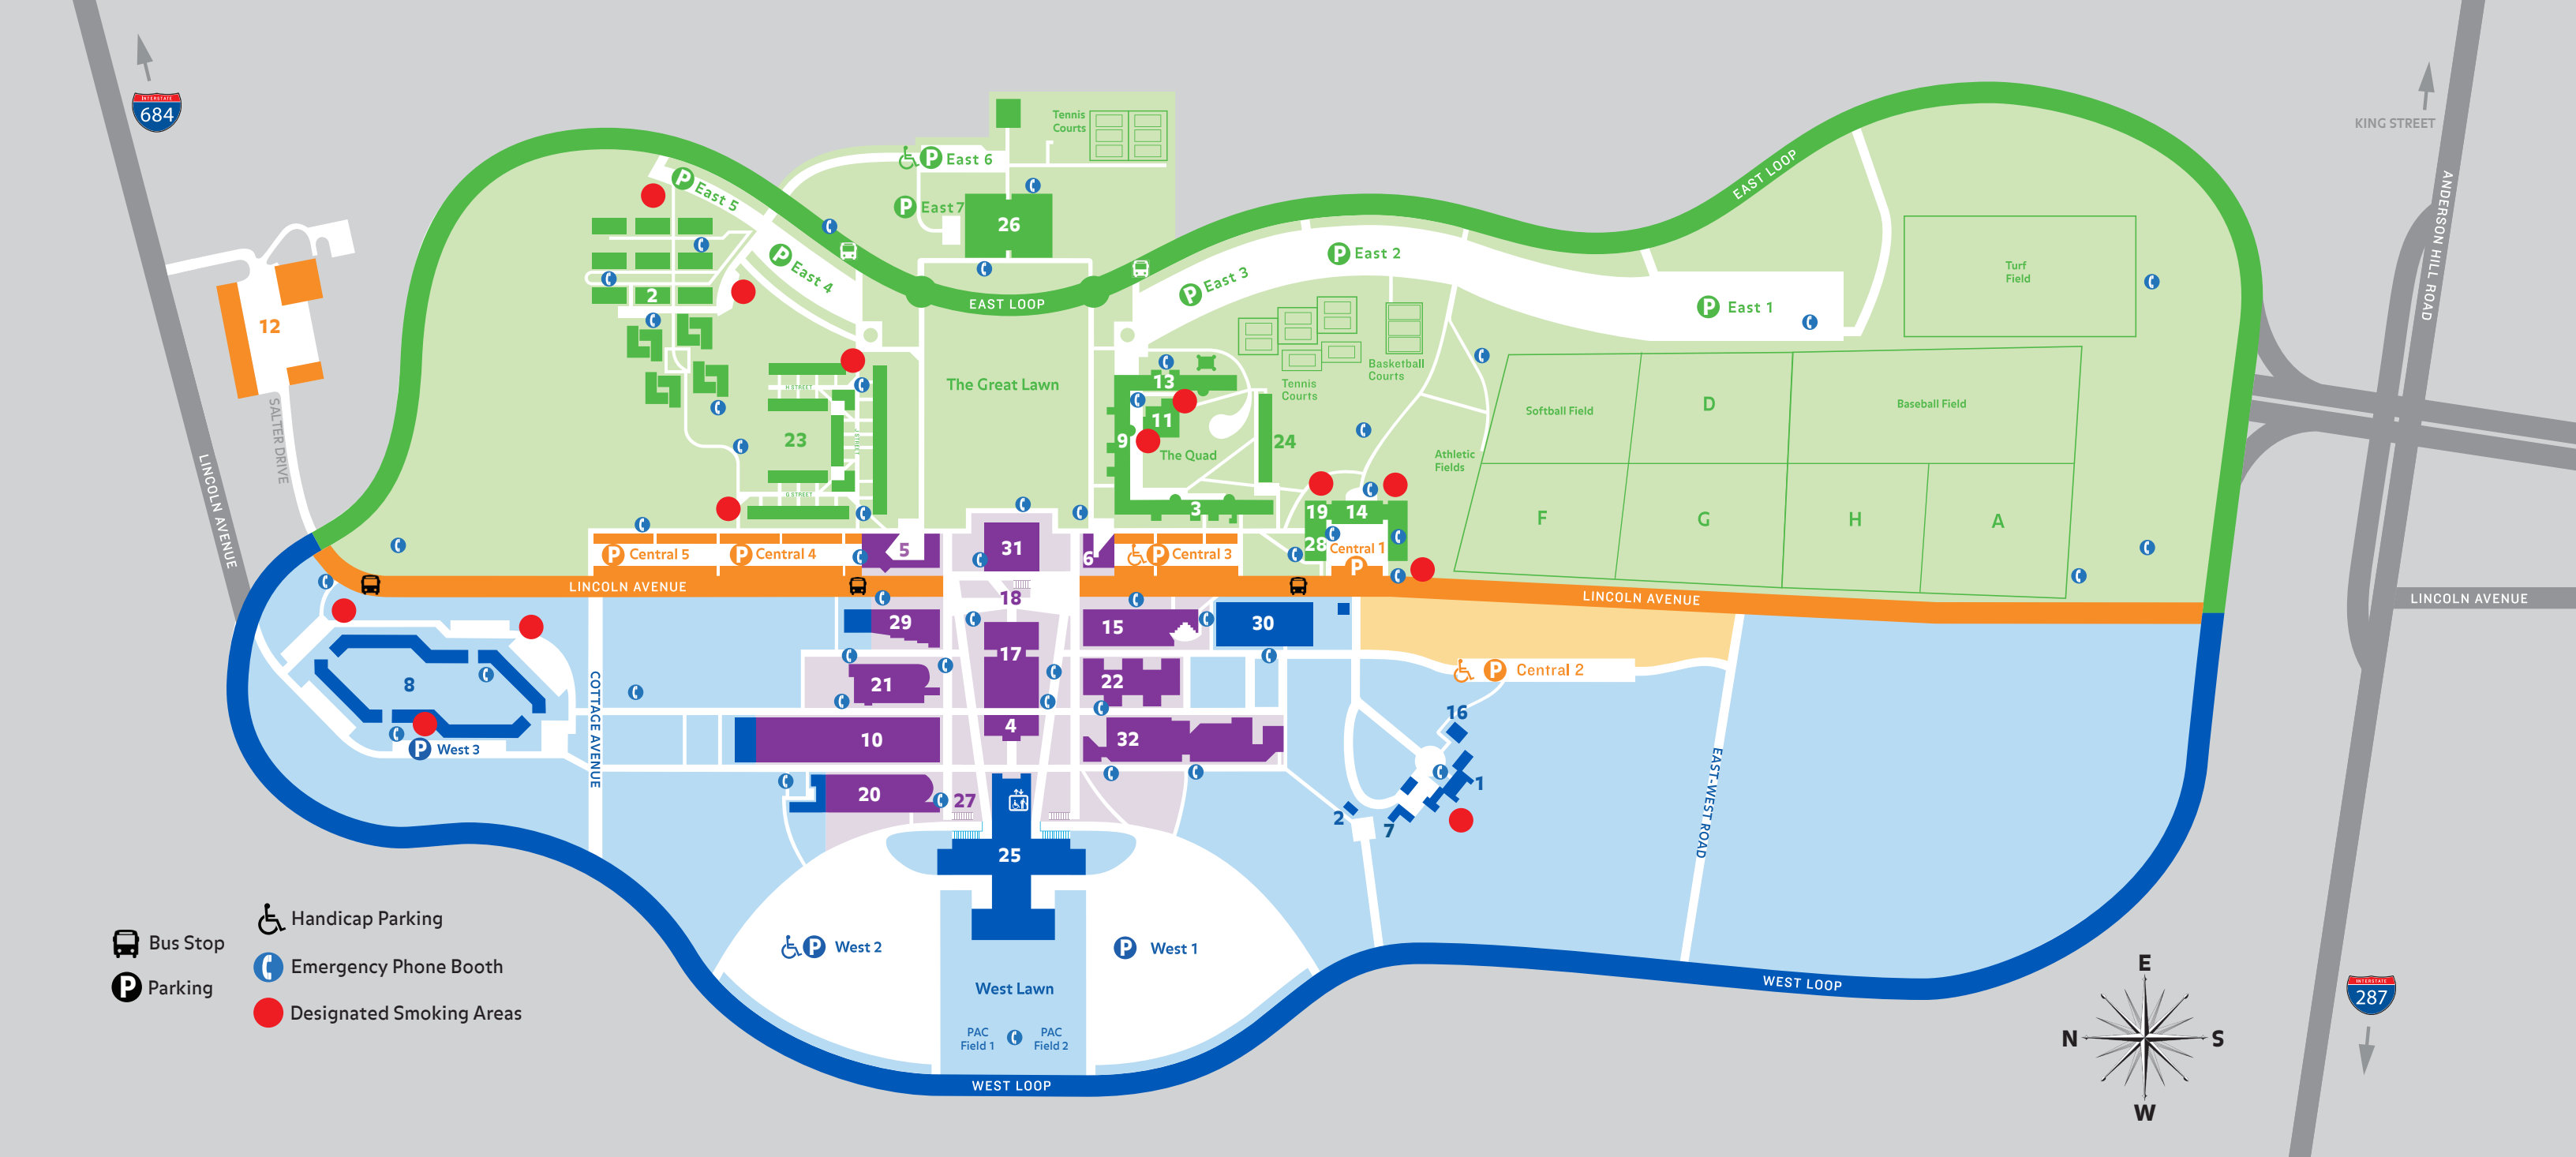 INTERSTATE
684
KING STREET
ANDERSON HILL ROAD
EAST LOOP
Tennis
Courts
East 6
East 7
26
East 5
East 4
East 3
East 2
East 1
EAST LOOP
Turf
Field
2
12
SALTER DRIVE
LINCOLN AVENUE
H STREET
23
G STREET
The Great Lawn
13
11
9
The Quad
24
3
Tennis
Courts
Basketball
Courts
Athletic
Fields
Softball Field
D
Baseball Field
F
G
H
A
19
14
28
Central 1
P
Central 5
Central 4
5
31
6
Central 3
LINCOLN AVENUE
LINCOLN AVENUE
LINCOLN AVENUE
18
29
17
15
30
21
22
4
10
32
20
27
25
8
West 3
COTTAGE AVENUE
Central 2
16
1
2
7
EAST-WEST ROAD
West 2
West 1
West Lawn
PAC
Field 1
PAC
Field 2
WEST LOOP
WEST LOOP
Bus Stop
P Parking
Handicap Parking
Emergency Phone Booth
Designated Smoking Areas
E
N
S
W
INTERSTATE
287